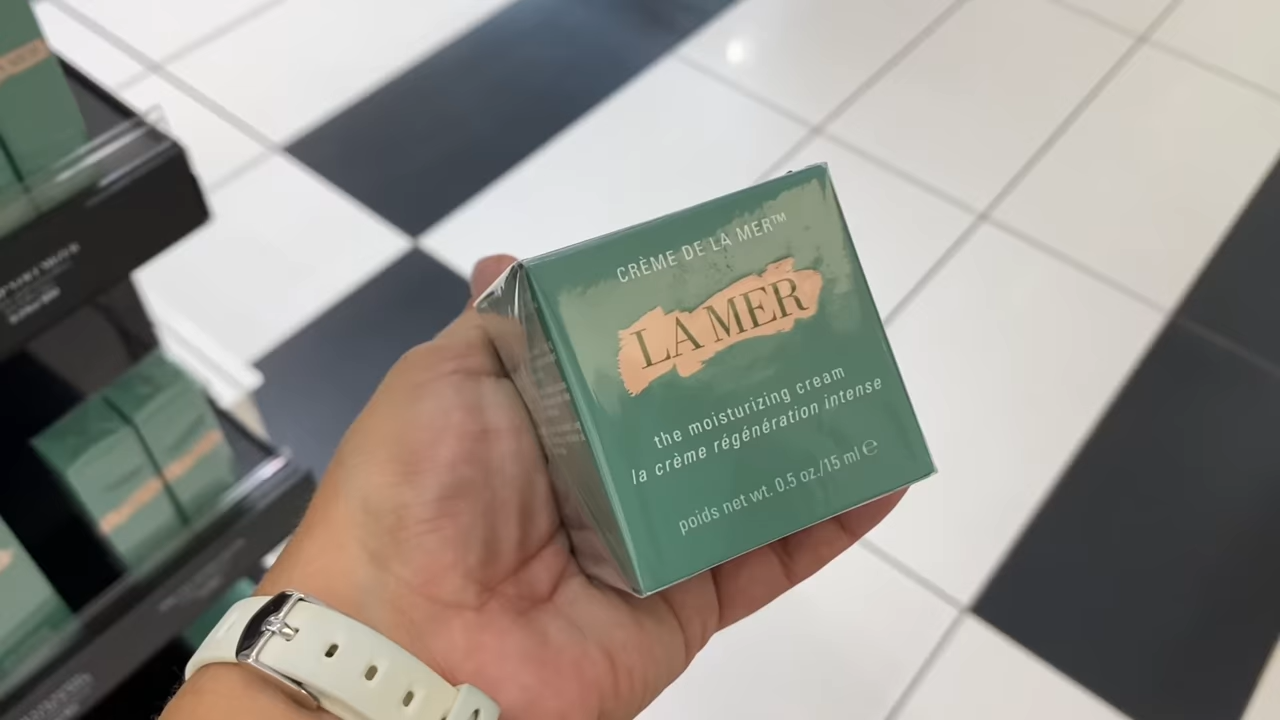 CRÈME DE LA MER™
LA MER
the moisturizing cream
la crème régénération intense
poids net wt. 0.5 oz./15 ml ℮